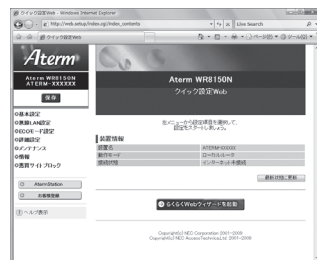 クイック設定Web - Windows Internet Explorer
http://web.setup/index.cgi/index_contents
Live Search
クイック設定Web
ページ(P)
ツール(O)
Aterm
Aterm WR8150N
ATERM-XXXXXX
保存
基本設定
無線LAN設定
ECOモード設定
詳細設定
メンテナンス
情報
悪質サイトブロック
AtermStation
お客様登録
ヘルプ表示
Aterm WR8150N
クイック設定Web
左メニューから設定項目を選択して、
設定をスタートしましょう。
装置情報
装置名 ATERM-XXXXXX
動作モード ローカルルータ
接続状態 インターネット未接続
最新状態に更新
らくらくWebウィザードを起動
Copyright(c) NEC Corporation 2001-2009
Copyright(c) NEC AccessTechnica,Ltd. 2001-2009